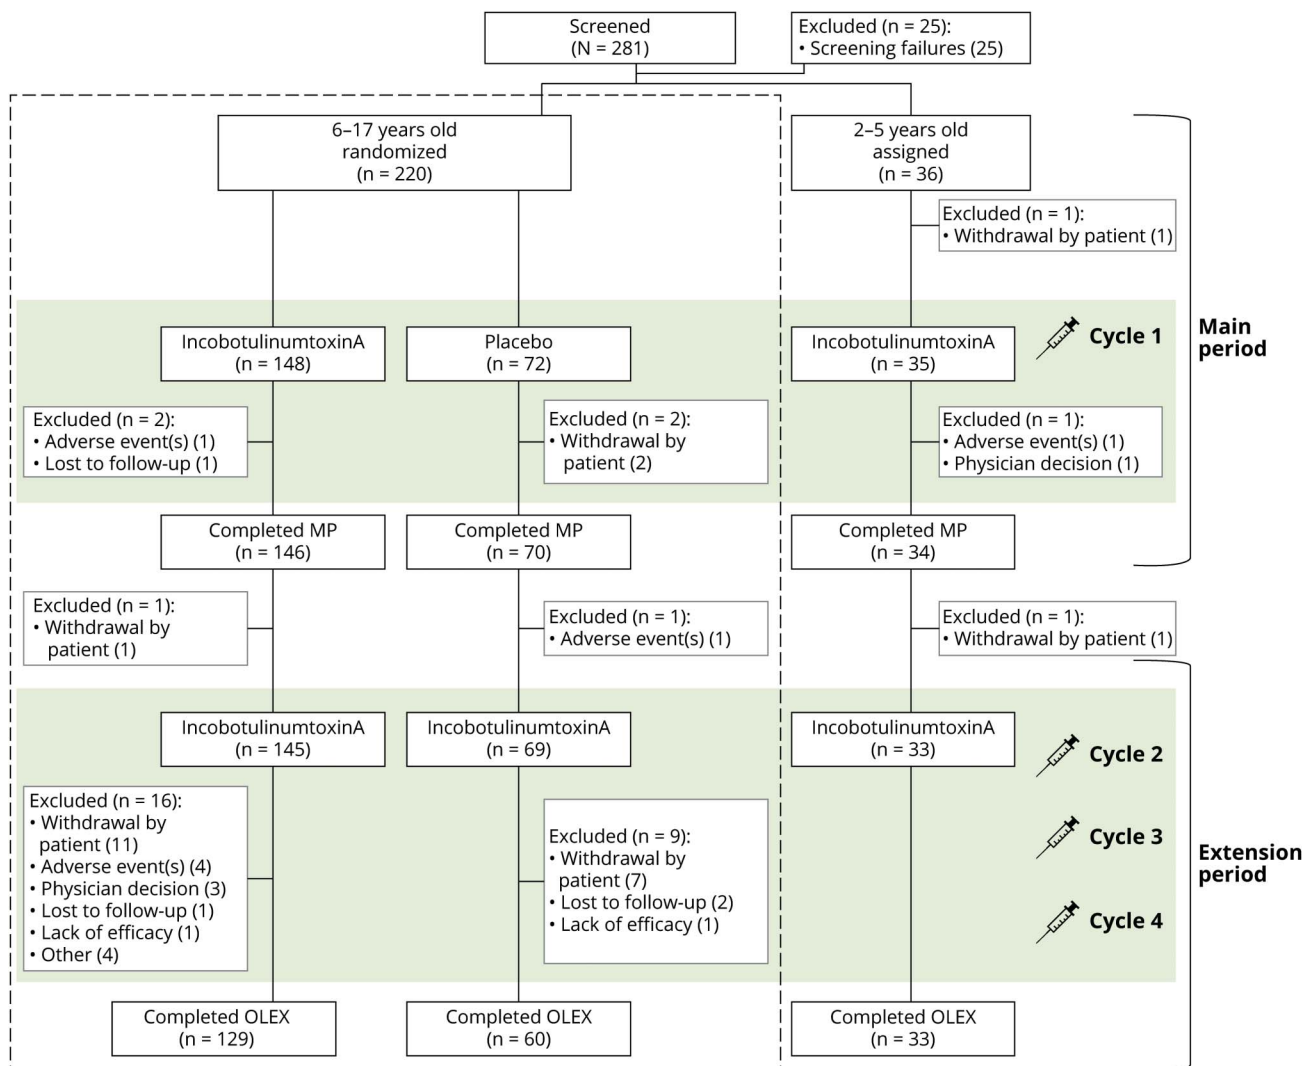 Screened
(N = 281)
Excluded (n = 25):
• Screening failures (25)
6–17 years old
randomized
(n = 220)
2–5 years old
assigned
(n = 36)
Excluded (n = 1):
• Withdrawal by patient (1)
IncobotulinumtoxinA
(n = 148)
Placebo
(n = 72)
IncobotulinumtoxinA
(n = 35)
Cycle 1
Main
period
Excluded (n = 2):
• Adverse event(s) (1)
• Lost to follow-up (1)
Excluded (n = 2):
• Withdrawal by
patient (2)
Excluded (n = 1):
• Adverse event(s) (1)
• Physician decision (1)
Completed MP
(n = 146)
Completed MP
(n = 70)
Completed MP
(n = 34)
Excluded (n = 1):
• Withdrawal by
patient (1)
Excluded (n = 1):
• Adverse event(s) (1)
Excluded (n = 1):
• Withdrawal by patient (1)
IncobotulinumtoxinA
(n = 145)
IncobotulinumtoxinA
(n = 69)
IncobotulinumtoxinA
(n = 33)
Cycle 2
Cycle 3
Cycle 4
Extension
period
Excluded (n = 16):
• Withdrawal by
patient (11)
• Adverse event(s) (4)
• Physician decision (3)
• Lost to follow-up (1)
• Lack of efficacy (1)
• Other (4)
Excluded (n = 9):
• Withdrawal by
patient (7)
• Lost to follow-up (2)
• Lack of efficacy (1)
Completed OLEX
(n = 129)
Completed OLEX
(n = 60)
Completed OLEX
(n = 33)